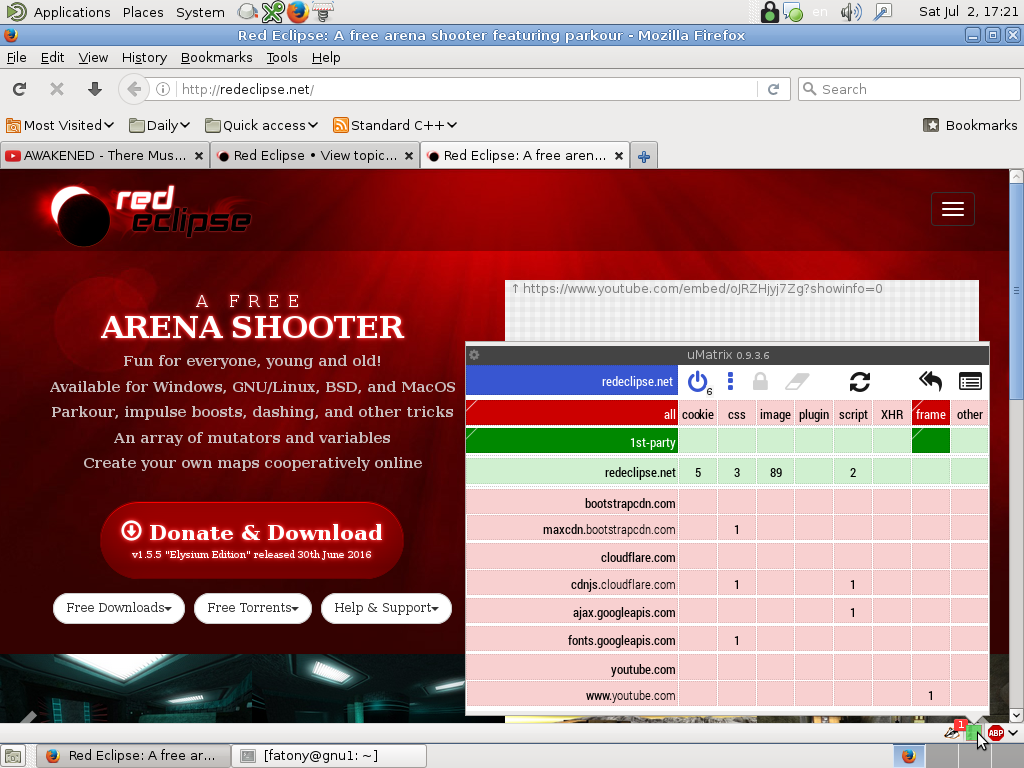 Applications Places System en Sat Jul 2, 17:21
Red Eclipse: A free arena shooter featuring parkour - Mozilla Firefox
File Edit View History Bookmarks Tools Help
http://redeclipse.net/ Search
Most Visited Daily Quick access Standard C++ Bookmarks
AWAKENED - There Mus... Red Eclipse • View topic... Red Eclipse: A free aren...
red
eclipse
↑ https://www.youtube.com/embed/oJRZHjyj7Zg?showinfo=0
A FREE
ARENA SHOOTER
Fun for everyone, young and old!
Available for Windows, GNU/Linux, BSD, and MacOS
Parkour, impulse boosts, dashing, and other tricks
An array of mutators and variables
Create your own maps cooperatively online
Donate & Download
v1.5.5 "Elysium Edition" released 30th June 2016
Free Downloads Free Torrents Help & Support
uMatrix 0.9.3.6
redeclipse.net 6
all cookie css image plugin script XHR frame other
1st-party
redeclipse.net 5 3 89 2
bootstrapcdn.com
maxcdn.bootstrapcdn.com 1
cloudflare.com
cdnjs.cloudflare.com 1 1
ajax.googleapis.com 1
fonts.googleapis.com 1
youtube.com
www.youtube.com 1
1 ABP
Red Eclipse: A free ar... [fatony@gnu1: ~]